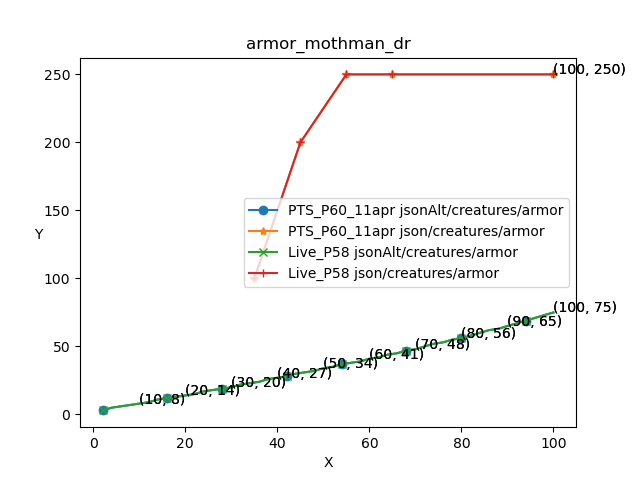 armor_mothman_dr
(100, 250)
250
200
150
Y
100
50
0
PTS_P60_11apr jsonAlt/creatures/armor
PTS_P60_11apr json/creatures/armor
Live_P58 jsonAlt/creatures/armor
Live_P58 json/creatures/armor
(100, 75)
(90, 65)
(80, 56)
(70, 48)
(60, 41)
(50, 34)
(40, 27)
(30, 20)
(20, 14)
(10, 8)
0 20 40 60 80 100
X